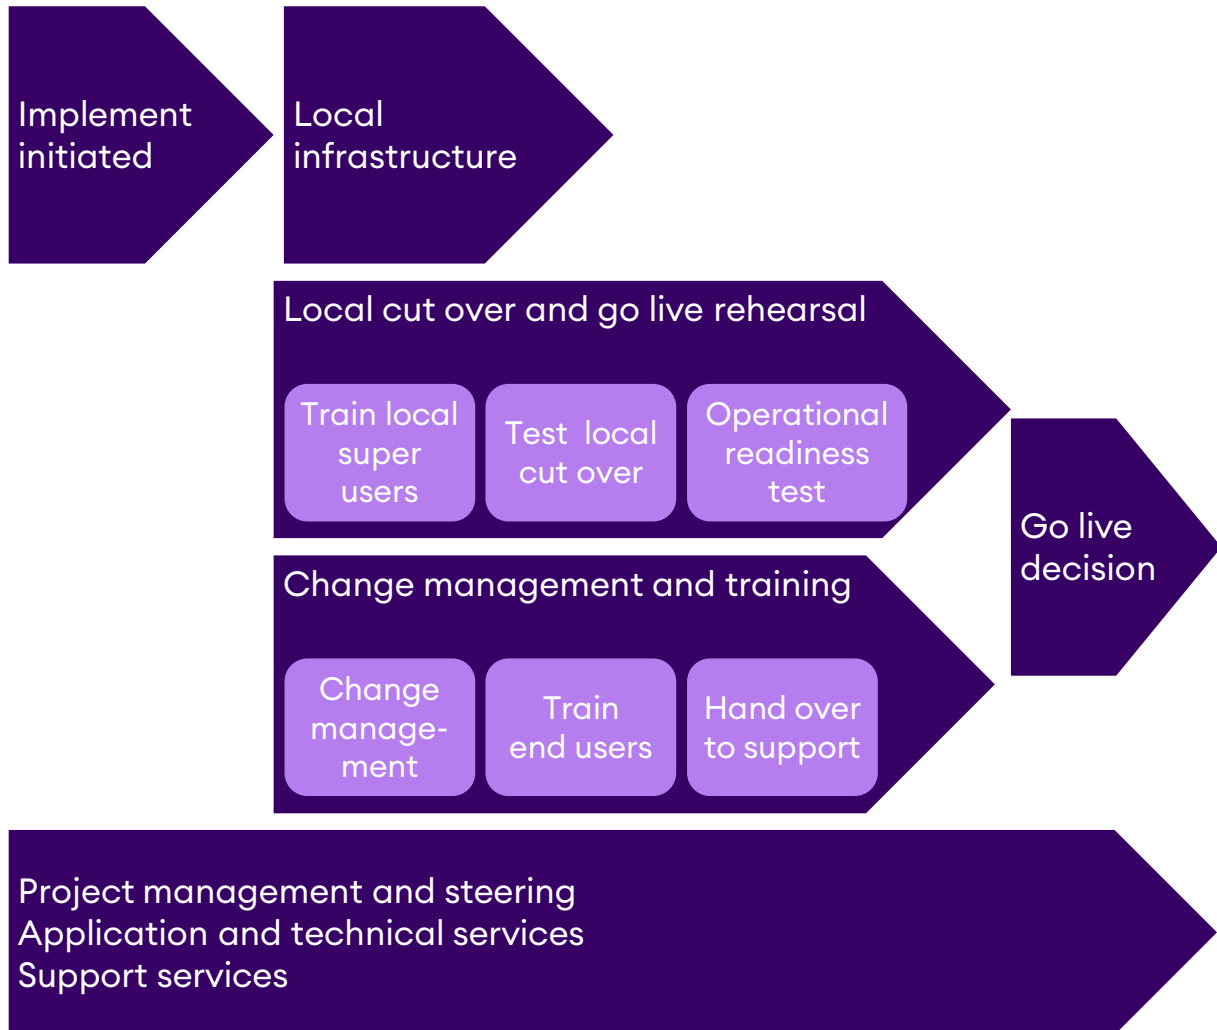 Implement
initiated
Local
infrastructure
Local cut over and go live rehearsal
Train local
super
users
Test local
cut over
Operational
readiness
test
Go live
decision
Change management and training
Change
manage-
ment
Train
end users
Hand over
to support
Project management and steering
Application and technical services
Support services